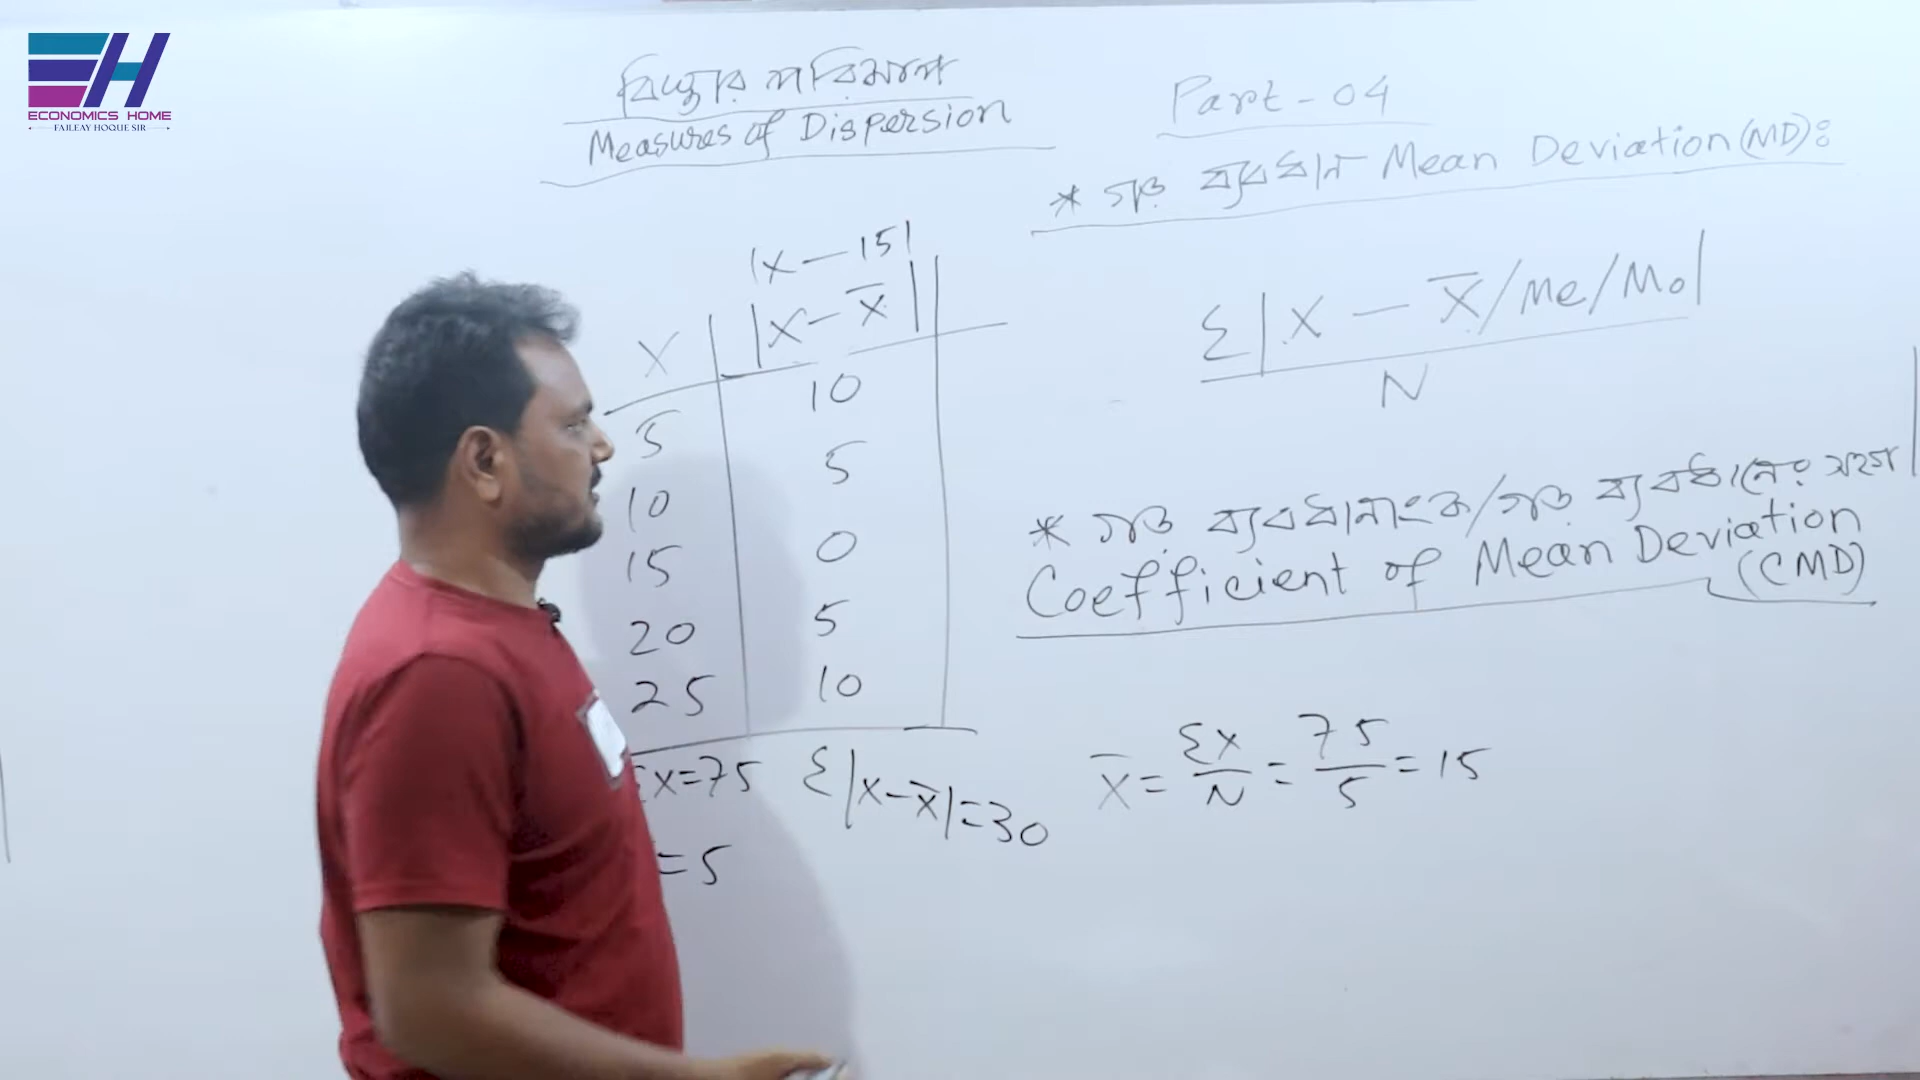 ECONOMICS HOME
FAILEAY HOQUE SIR
বিস্তার পরিমাপ
Measures of Dispersion
Part-04
* গড় ব্যবধান Mean Deviation (MD):
Σ|X - X̄/Me/Mo|
N
|X - 15|
X |X - X̄|
5 10
10 5
15 0
20 5
25 10
Σx=75 Σ|X-X̄|=30
=5
* গড় ব্যবধানাংক/গড় ব্যবধানের সহগ
Coefficient of Mean Deviation
(CMD)
X̄ = ΣX/N = 75/5 = 15